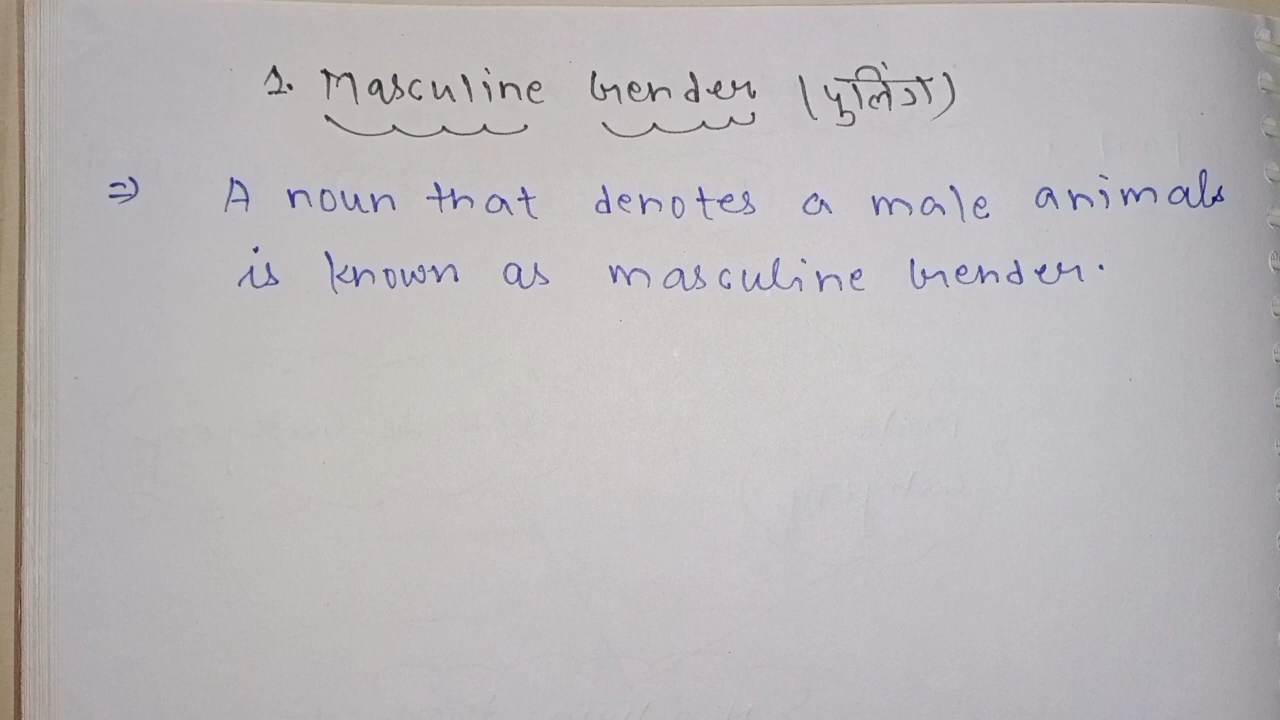 1. Masculine Gender (पुलिंग)
⇒ A noun that denotes a male animals
is known as masculine Gender.